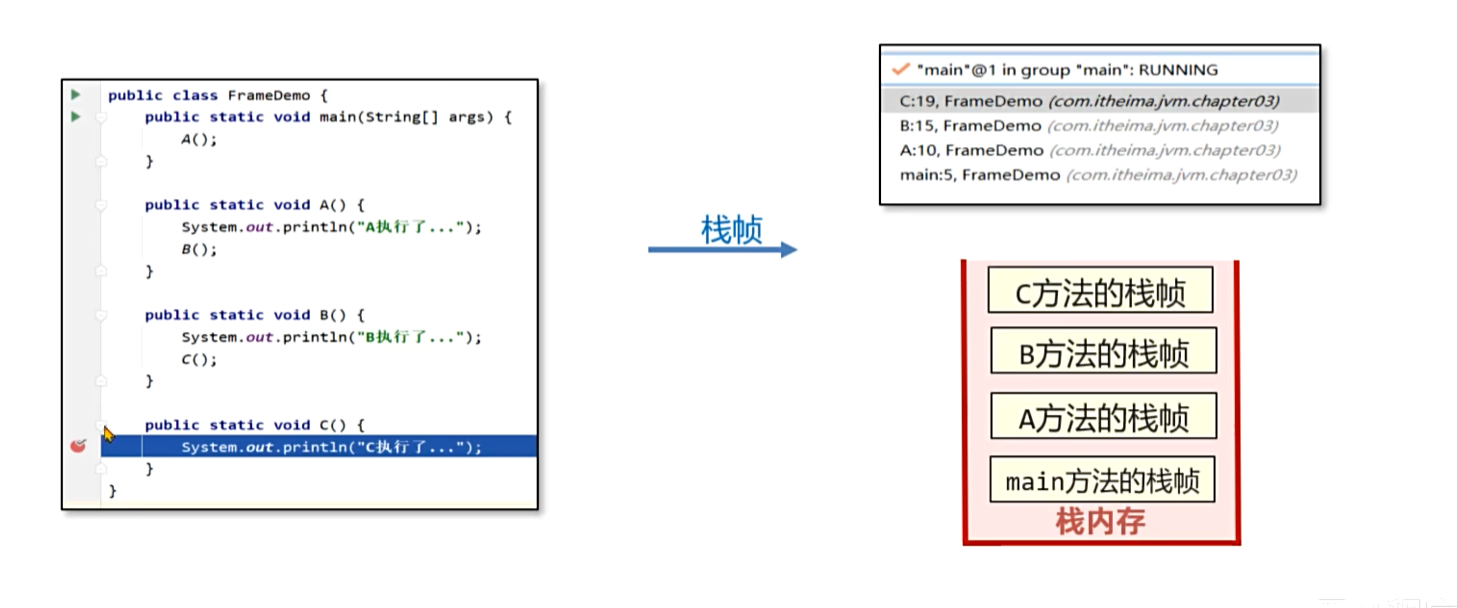 public class FrameDemo {
public static void main(String[] args) {
A();
}
public static void A() {
System.out.println("A执行了...");
B();
}
public static void B() {
System.out.println("B执行了...");
C();
}
public static void C() {
System.out.println("C执行了...");
}
}
栈帧
"main"@1 in group "main": RUNNING
C:19, FrameDemo (com.itheima.jvm.chapter03)
B:15, FrameDemo (com.itheima.jvm.chapter03)
A:10, FrameDemo (com.itheima.jvm.chapter03)
main:5, FrameDemo (com.itheima.jvm.chapter03)
C方法的栈帧
B方法的栈帧
A方法的栈帧
main方法的栈帧
栈内存